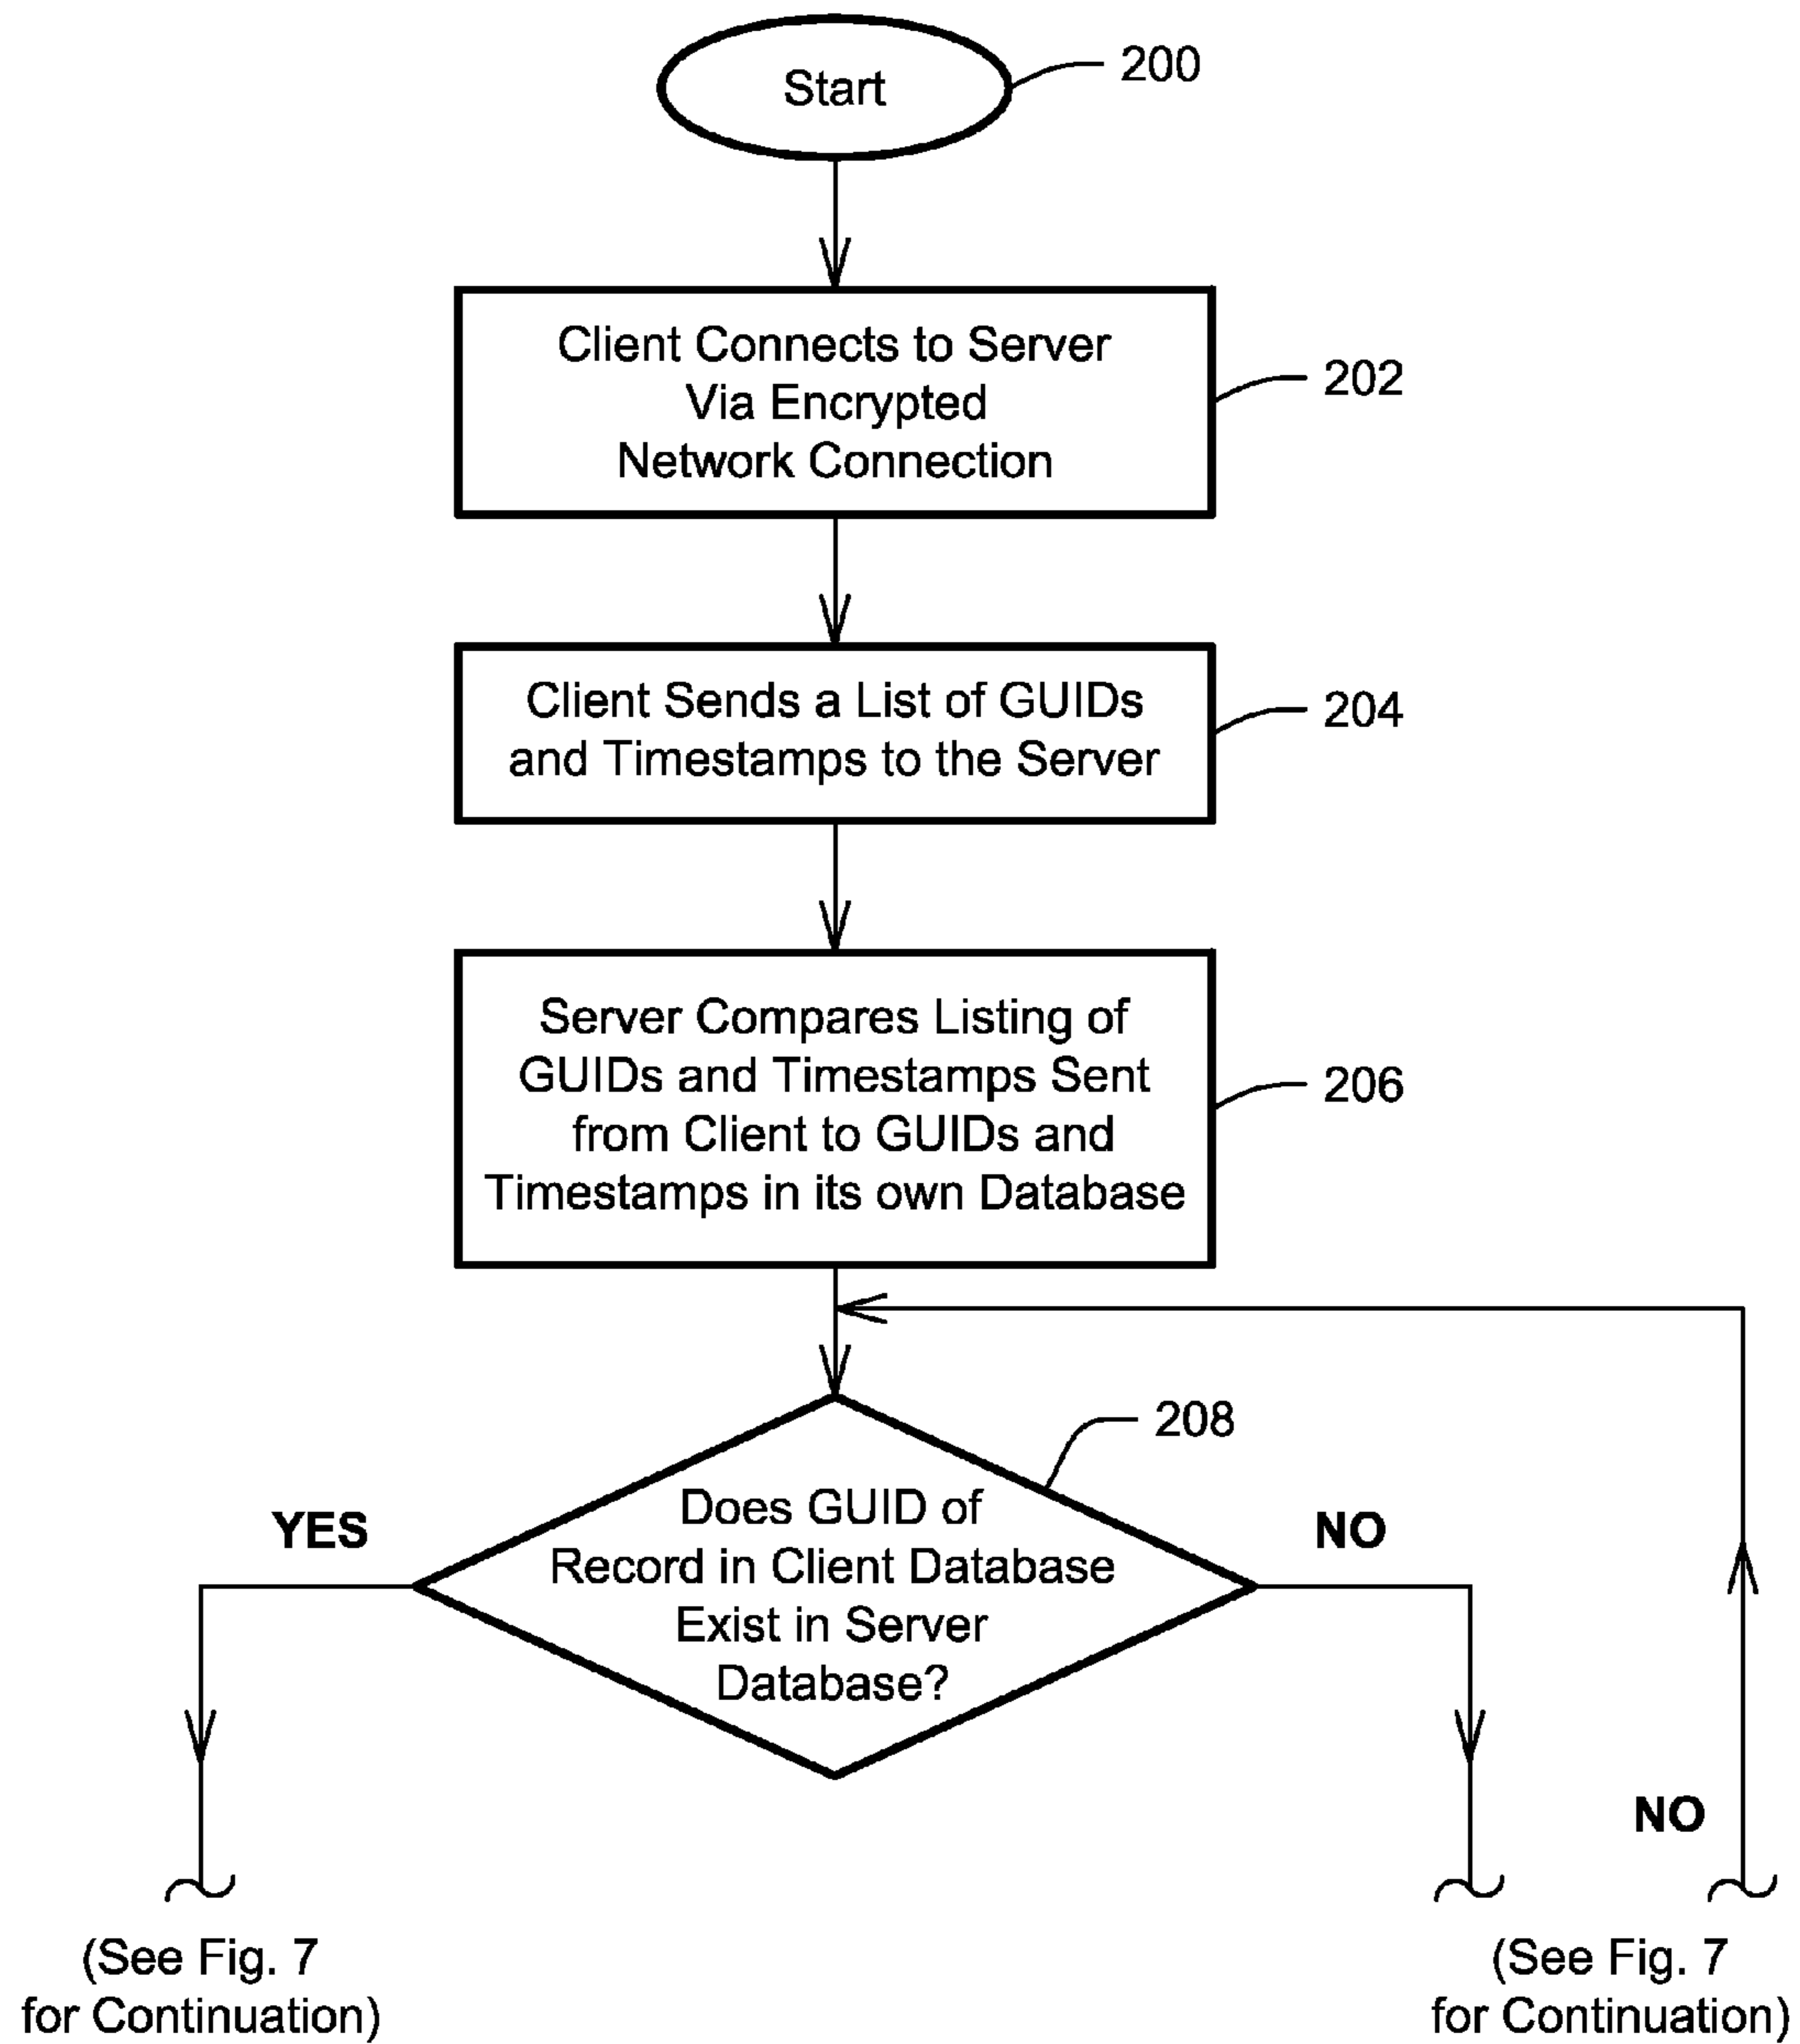 Start
200
Client Connects to Server
Via Encrypted
Network Connection
202
Client Sends a List of GUIDs
and Timestamps to the Server
204
Server Compares Listing of
GUIDs and Timestamps Sent
from Client to GUIDs and
Timestamps in its own Database
206
208
Does GUID of
Record in Client Database
Exist in Server
Database?
YES
NO
NO
(See Fig. 7
for Continuation)
(See Fig. 7
for Continuation)